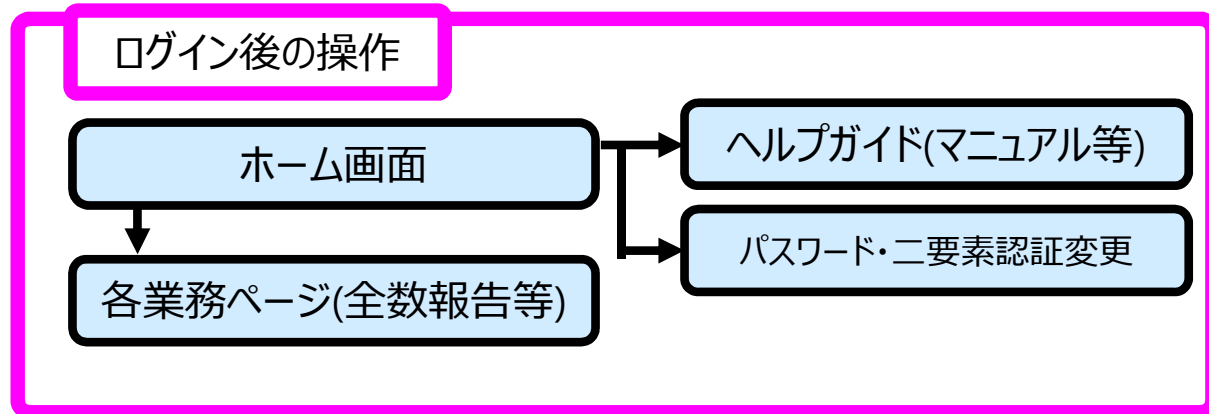 ログイン後の操作
ホーム画面
ヘルプガイド(マニュアル等)
パスワード・二要素認証変更
各業務ページ(全数報告等)